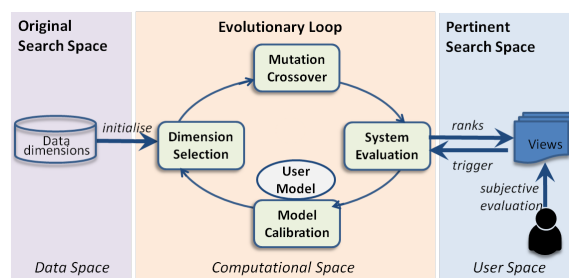 Original
Search Space
Evolutionary Loop
Pertinent
Search Space
Mutation
Crossover
initialise
Data
dimensions
Dimension
Selection
System
Evaluation
ranks
trigger
Views
User
Model
Model
Calibration
subjective
evaluation
Data Space
Computational Space
User Space